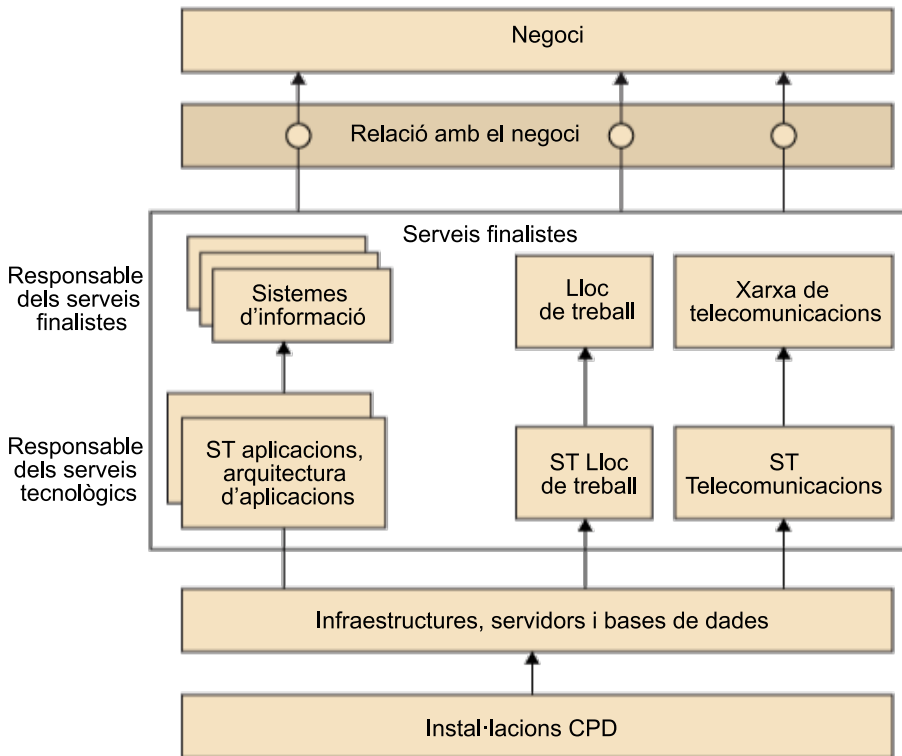 Negoci
Relació amb el negoci
Serveis finalistes
Responsable
dels serveis
finalistes
Sistemes
d’informació
Lloc
de treball
Xarxa de
telecomunicacions
Responsable
dels serveis
tecnològics
ST aplicacions,
arquitectura
d’aplicacions
ST Lloc
de treball
ST
Telecomunicacions
Infraestructures, servidors i bases de dades
Instal·lacions CPD